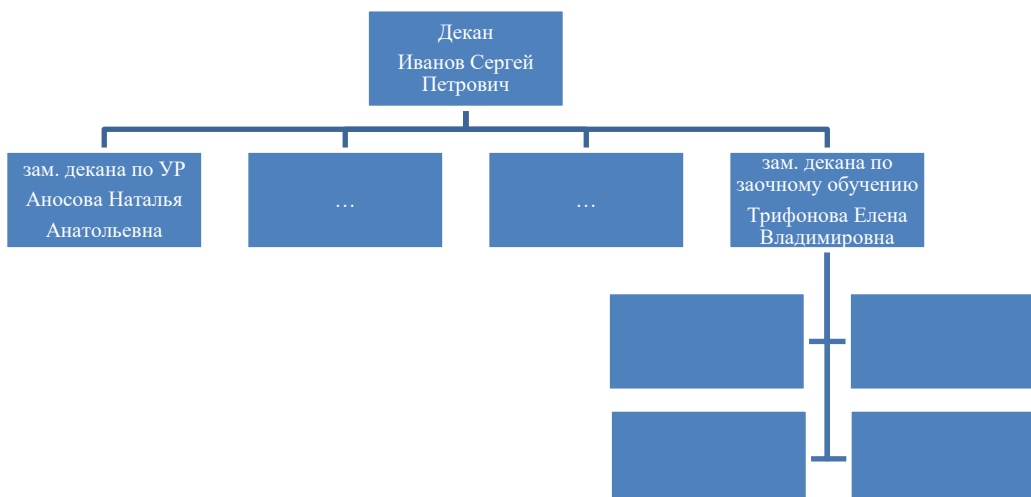 Декан
Иванов Сергей
Петрович
зам. декана по УР
Аносова Наталья
Анатольевна
…
…
зам. декана по
заочному обучению
Трифонова Елена
Владимировна